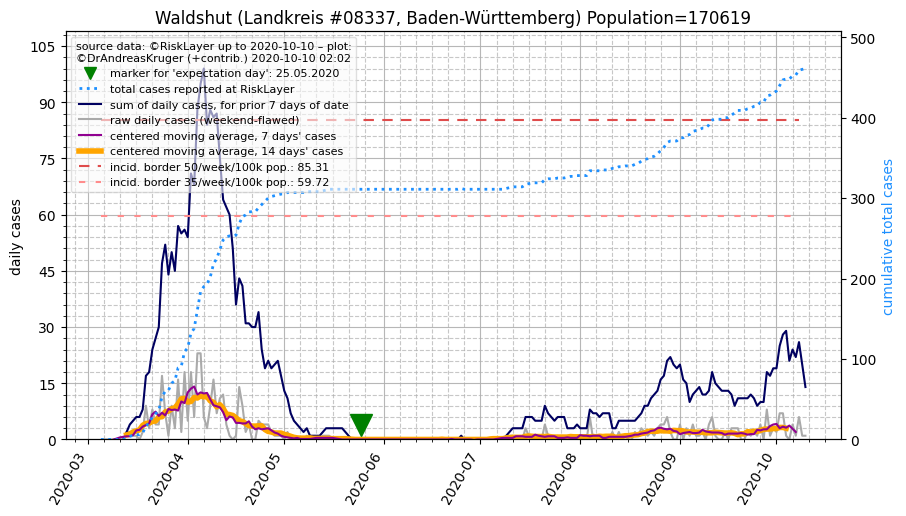 Waldshut (Landkreis #08337, Baden-Württemberg) Population=170619
source data: ©RiskLayer up to 2020-10-10 – plot:
©DrAndreasKruger (+contrib.) 2020-10-10 02:02
marker for 'expectation day': 25.05.2020
total cases reported at RiskLayer
sum of daily cases, for prior 7 days of date
raw daily cases (weekend-flawed)
centered moving average, 7 days' cases
centered moving average, 14 days' cases
incid. border 50/week/100k pop.: 85.31
incid. border 35/week/100k pop.: 59.72
daily cases
105
90
75
60
45
30
15
0
cumulative total cases
500
400
300
200
100
0
2020-03
2020-04
2020-05
2020-06
2020-07
2020-08
2020-09
2020-10